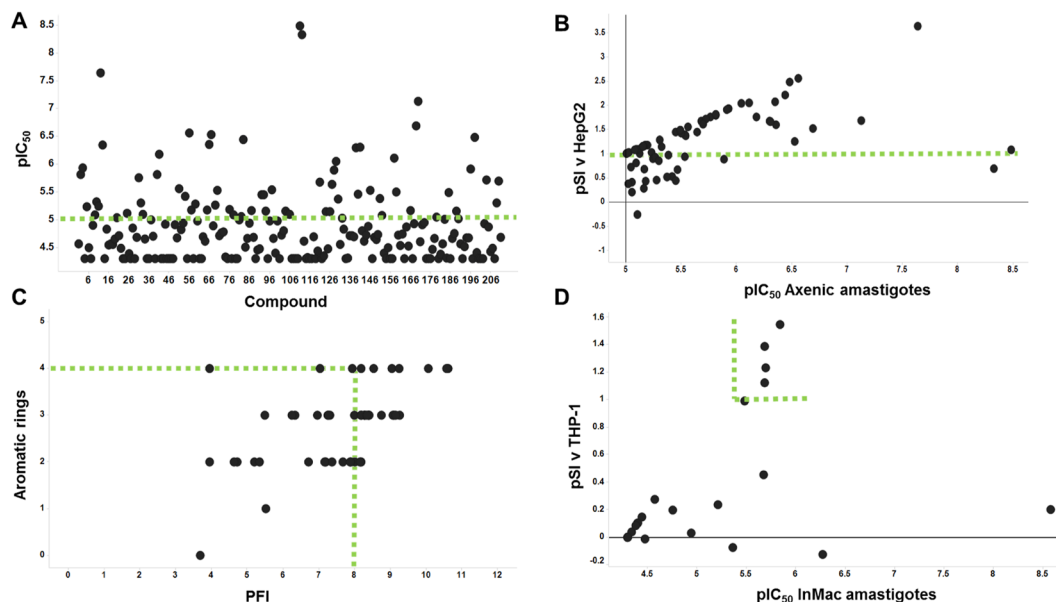 A
8.5
8
7.5
7
6.5
6
5.5
5
4.5
pIC50
6 16 26 36 46 56 66 76 86 96 100 116 126 136 146 156 166 176 186 196 206
Compound
B
3.5
3
2.5
2
1.5
1
0.5
0
-0.5
-1
pSI v HepG2
5 5.5 6 6.5 7 7.5 8 8.5
pIC50 Axenic amastigotes
C
5
4
3
2
1
0
Aromatic rings
0 1 2 3 4 5 6 7 8 9 10 11 12
PFI
D
1.6
1.4
1.2
1
0.8
0.6
0.4
0.2
0
-0.2
pSI v THP-1
4.5 5 5.5 6 6.5 7 7.5 8 8.5
pIC50 InMac amastigotes